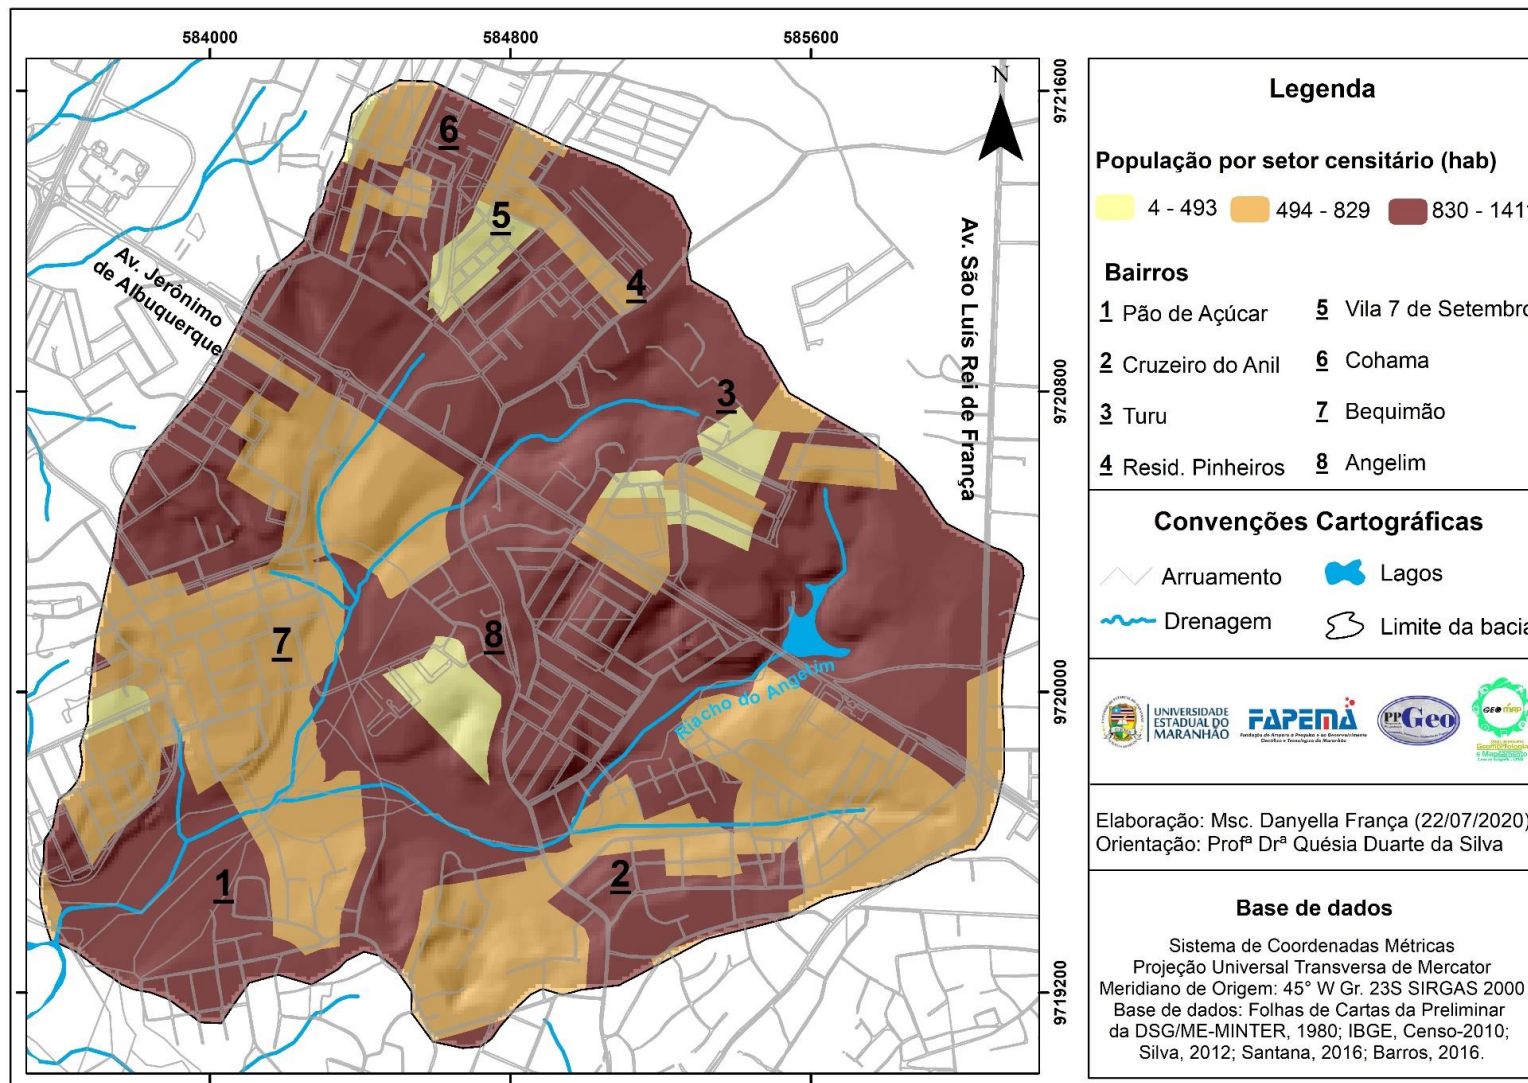 584000
584800
585600
9721600
9720800
9720000
9719200
N
Av. Jerônimo
de Albuquerque
Av. São Luís Rei de França
Riacho do Angelim
6
5
4
3
7
8
1
2
Legenda
População por setor censitário (hab)
4 - 493
494 - 829
830 - 141
Bairros
1 Pão de Açúcar
2 Cruzeiro do Anil
3 Turu
4 Resid. Pinheiros
5 Vila 7 de Setembro
6 Cohama
7 Bequimão
8 Angelim
Convenções Cartográficas
Arruamento
Lagos
Drenagem
Limite da bacia
UNIVERSIDADE
ESTADUAL DO
MARANHÃO
FAPEMA
PPGeo
GEOMAP
Geomorfologia
e Mapeamento
Elaboração: Msc. Danyella França (22/07/2020)
Orientação: Profª Drª Quésia Duarte da Silva
Base de dados
Sistema de Coordenadas Métricas
Projeção Universal Transversa de Mercator
Meridiano de Origem: 45° W Gr. 23S SIRGAS 2000
Base de dados: Folhas de Cartas da Preliminar
da DSG/ME-MINTER, 1980; IBGE, Censo-2010;
Silva, 2012; Santana, 2016; Barros, 2016.